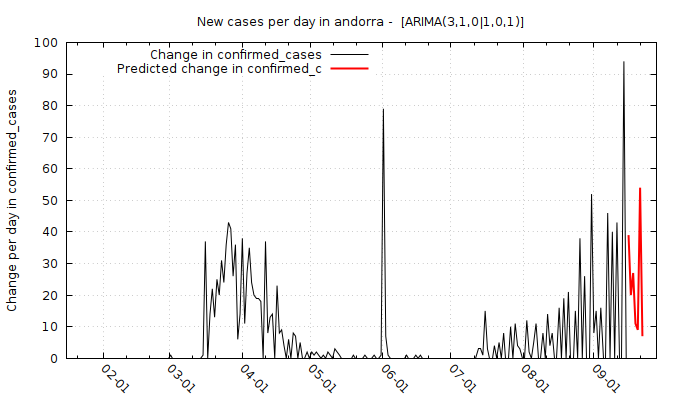 New cases per day in andorra -  [ARIMA(3,1,0|1,0,1)]
Change in confirmed_cases
Predicted change in confirmed_c
Change per day in confirmed_cases
100
90
80
70
60
50
40
30
20
10
0
02-01 03-01 04-01 05-01 06-01 07-01 08-01 09-01